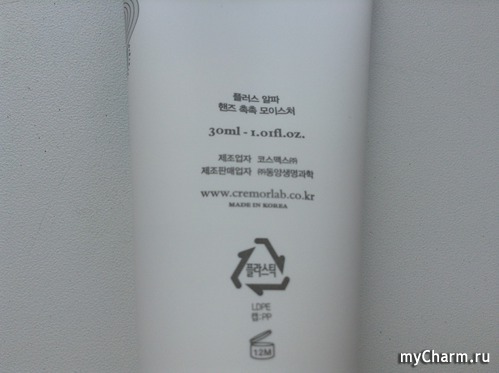 플러스 알파
핸즈 촉촉 모이스처
30ml - 1.01fl.oz.
제조업자 코스맥스㈜
제조판매업자 ㈜동양생명과학
www.cremorlab.co.kr
MADE IN KOREA
플라스틱
LDPE
캡:PP
12M
myCharm.ru